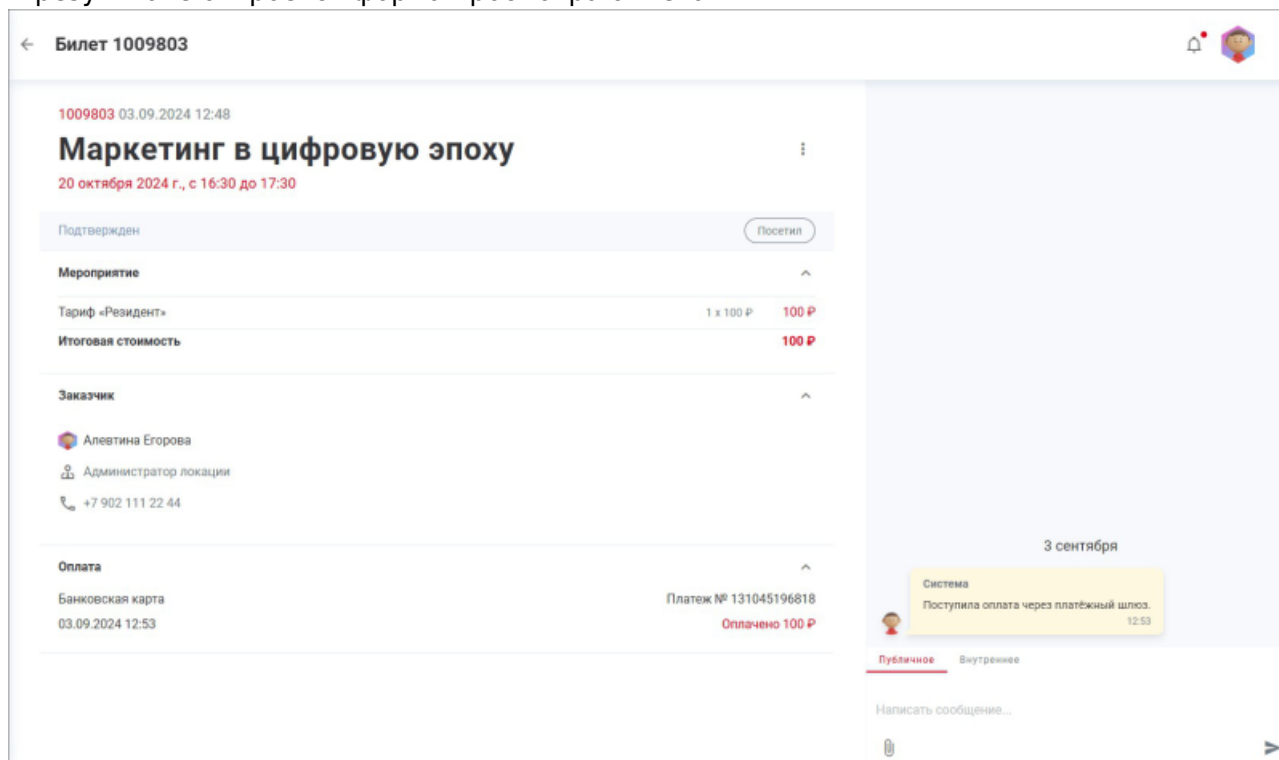 Билет 1009803
1009803 03.09.2024 12:48
Маркетинг в цифровую эпоху
20 октября 2024 г., с 16:30 до 17:30
Подтвержден
Посетил
Мероприятие
Тариф «Резидент» 1 x 100 ₽ 100 ₽
Итоговая стоимость 100 ₽
Заказчик
Алевтина Егорова
Администратор локации
+7 902 111 22 44
Оплата
Банковская карта Платеж № 131045196818
03.09.2024 12:53 Оплачено 100 ₽
3 сентября
Система
Поступила оплата через платёжный шлюз.
12:53
Публичное Внутреннее
Написать сообщение...